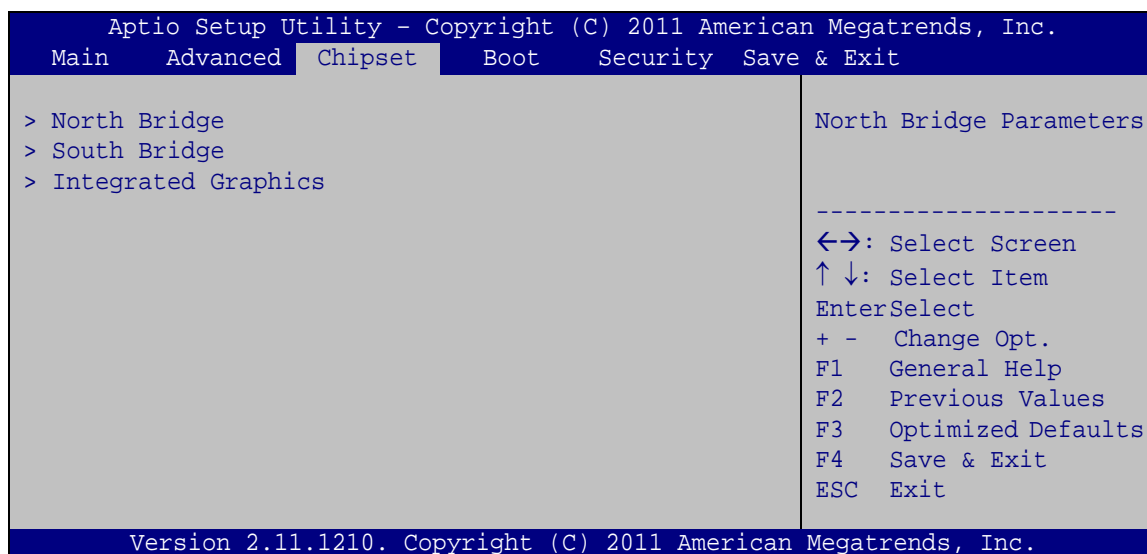 Aptio Setup Utility – Copyright (C) 2011 American Megatrends, Inc.
Main Advanced Chipset Boot Security Save & Exit
> North Bridge
> South Bridge
> Integrated Graphics
North Bridge Parameters
---------------------
←→: Select Screen
↑ ↓: Select Item
EnterSelect
+ - Change Opt.
F1 General Help
F2 Previous Values
F3 Optimized Defaults
F4 Save & Exit
ESC Exit
Version 2.11.1210. Copyright (C) 2011 American Megatrends, Inc.